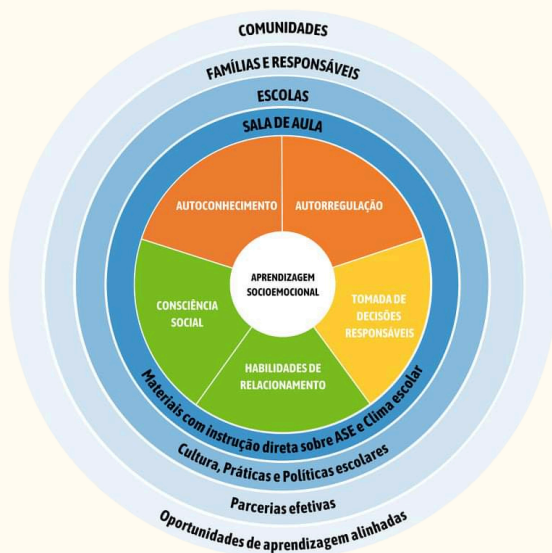 COMUNIDADES
FAMÍLIAS E RESPONSÁVEIS
ESCOLAS
SALA DE AULA
AUTOCONHECIMENTO
AUTORREGULAÇÃO
APRENDIZAGEM
SOCIOEMOCIONAL
CONSCIÊNCIA
SOCIAL
TOMADA DE
DECISÕES
RESPONSÁVEIS
HABILIDADES DE
RELACIONAMENTO
Materiais com instrução direta sobre ASE e Clima escolar
Cultura, Práticas e Políticas escolares
Parcerias efetivas
Oportunidades de aprendizagem alinhadas